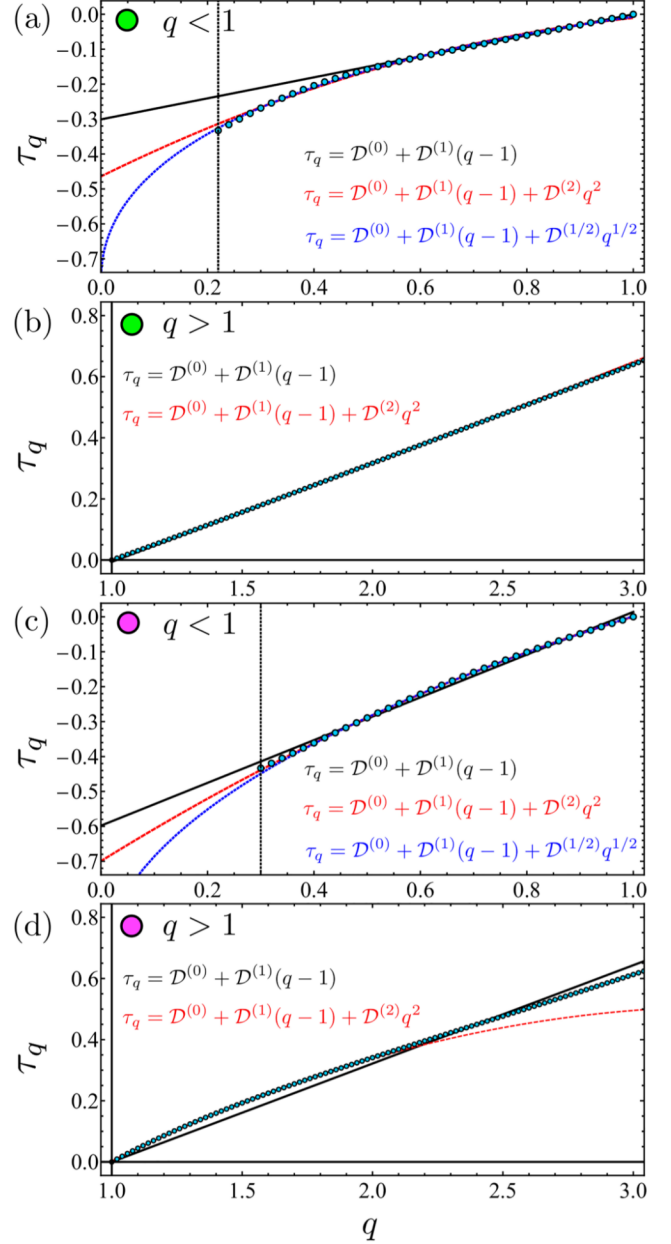 (a) q < 1
0.0
−0.1
−0.2
−0.3
−0.4
−0.5
−0.6
−0.7
τ_q
τ_q = 𝒟^(0) + 𝒟^(1)(q − 1)
τ_q = 𝒟^(0) + 𝒟^(1)(q − 1) + 𝒟^(2)q^2
τ_q = 𝒟^(0) + 𝒟^(1)(q − 1) + 𝒟^(1/2)q^1/2
0.0 0.2 0.4 0.6 0.8 1.0
(b) q > 1
0.8
0.6
0.4
0.2
0.0
τ_q
τ_q = 𝒟^(0) + 𝒟^(1)(q − 1)
τ_q = 𝒟^(0) + 𝒟^(1)(q − 1) + 𝒟^(2)q^2
1.0 1.5 2.0 2.5 3.0
(c) q < 1
0.0
−0.1
−0.2
−0.3
−0.4
−0.5
−0.6
−0.7
τ_q
τ_q = 𝒟^(0) + 𝒟^(1)(q − 1)
τ_q = 𝒟^(0) + 𝒟^(1)(q − 1) + 𝒟^(2)q^2
τ_q = 𝒟^(0) + 𝒟^(1)(q − 1) + 𝒟^(1/2)q^1/2
0.0 0.2 0.4 0.6 0.8 1.0
(d) q > 1
0.8
0.6
0.4
0.2
0.0
τ_q
τ_q = 𝒟^(0) + 𝒟^(1)(q − 1)
τ_q = 𝒟^(0) + 𝒟^(1)(q − 1) + 𝒟^(2)q^2
1.0 1.5 2.0 2.5 3.0
q